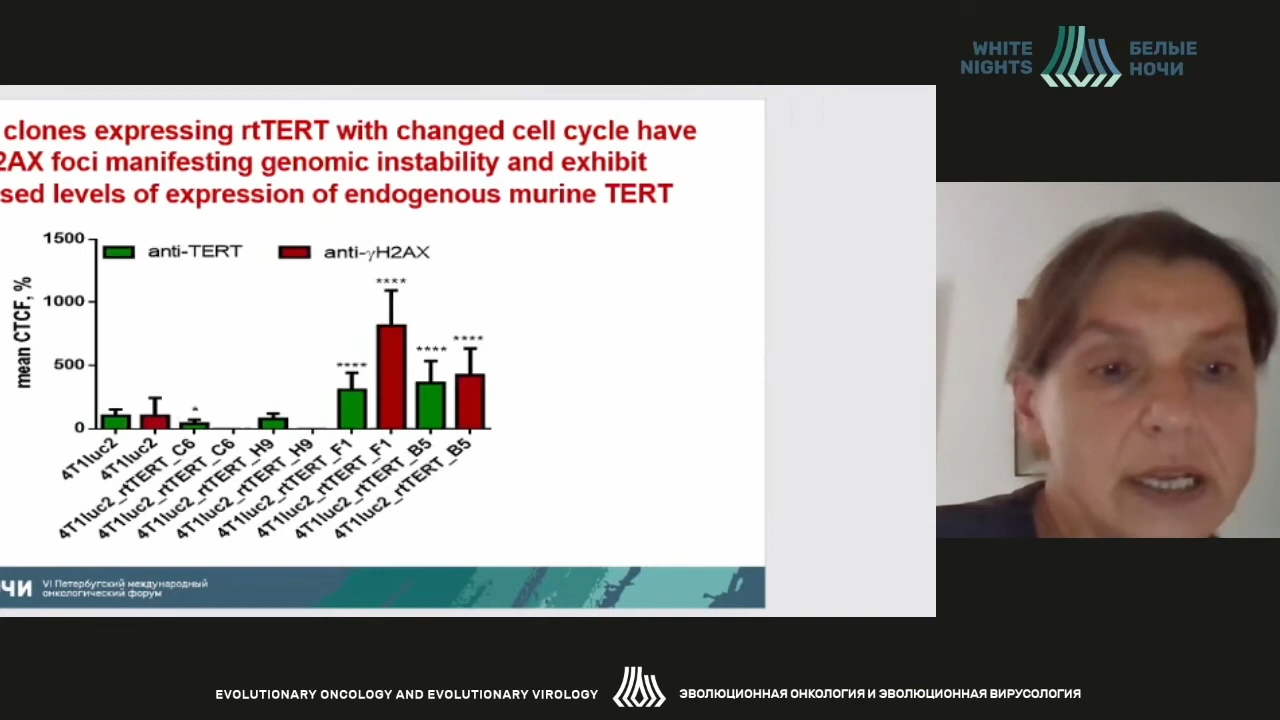 WHITE
NIGHTS
БЕЛЫЕ
НОЧИ
clones expressing rtTERT with changed cell cycle have
2AX foci manifesting genomic instability and exhibit
sed levels of expression of endogenous murine TERT
anti-TERT
anti-γH2AX
mean CTCF, %
1500
1000
500
0
*
****
****
****
****
4T1luc2
4T1luc2
4T1luc2_rtTERT_C6
4T1luc2_rtTERT_C6
4T1luc2_rtTERT_H9
4T1luc2_rtTERT_H9
4T1luc2_rtTERT_F1
4T1luc2_rtTERT_F1
4T1luc2_rtTERT_B5
4T1luc2_rtTERT_B5
ЧИ
VI Петербугский международный
онкологический форум
EVOLUTIONARY ONCOLOGY AND EVOLUTIONARY VIROLOGY
ЭВОЛЮЦИОННАЯ ОНКОЛОГИЯ И ЭВОЛЮЦИОННАЯ ВИРУСОЛОГИЯ